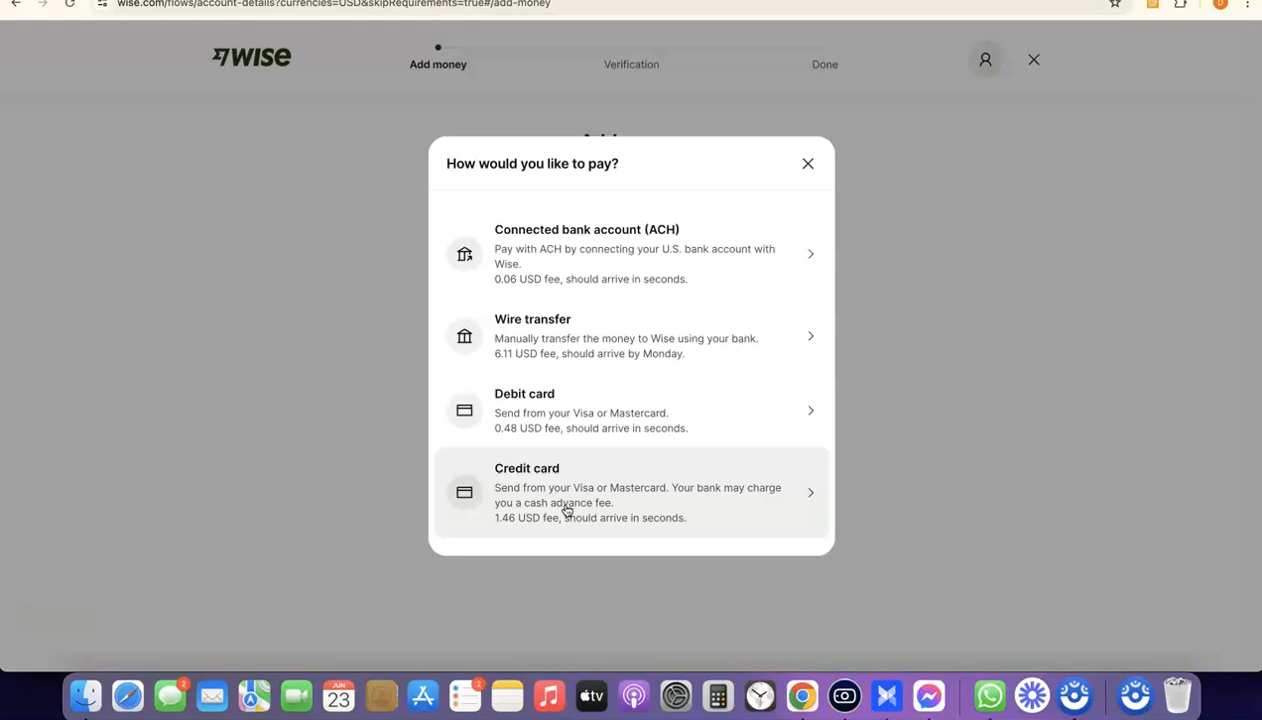 wise.com/flows/account-details?currencies=USD&skipRequirements=true#/add-money
WISE
Add money
Verification
Done
How would you like to pay?
Connected bank account (ACH)
Pay with ACH by connecting your U.S. bank account with
Wise.
0.06 USD fee, should arrive in seconds.
Wire transfer
Manually transfer the money to Wise using your bank.
6.11 USD fee, should arrive by Monday.
Debit card
Send from your Visa or Mastercard.
0.48 USD fee, should arrive in seconds.
Credit card
Send from your Visa or Mastercard. Your bank may charge
you a cash advance fee.
1.46 USD fee, should arrive in seconds.
2
JUN
23
2
tv